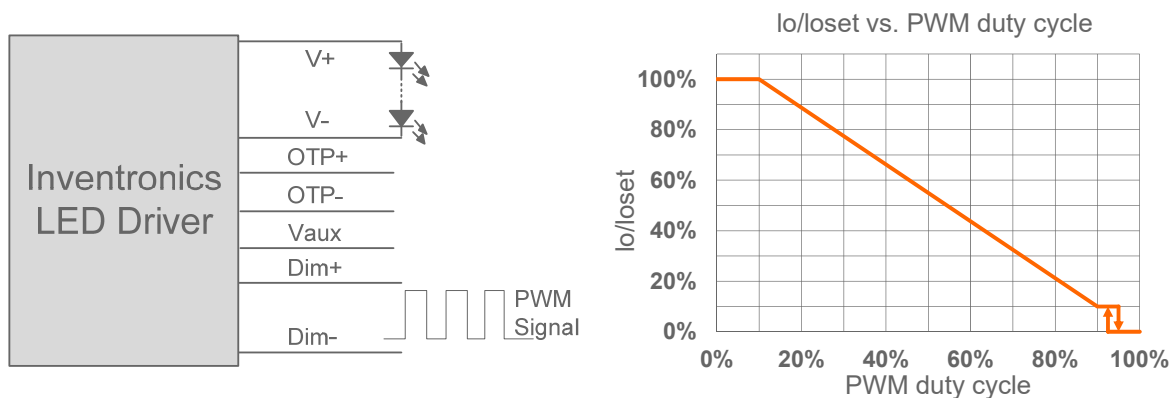 Inventronics
LED Driver
V+
V-
OTP+
OTP-
Vaux
Dim+
Dim-
PWM
Signal
Io/Ioset vs. PWM duty cycle
Io/Ioset
100%
80%
60%
40%
20%
0%
0% 20% 40% 60% 80% 100%
PWM duty cycle